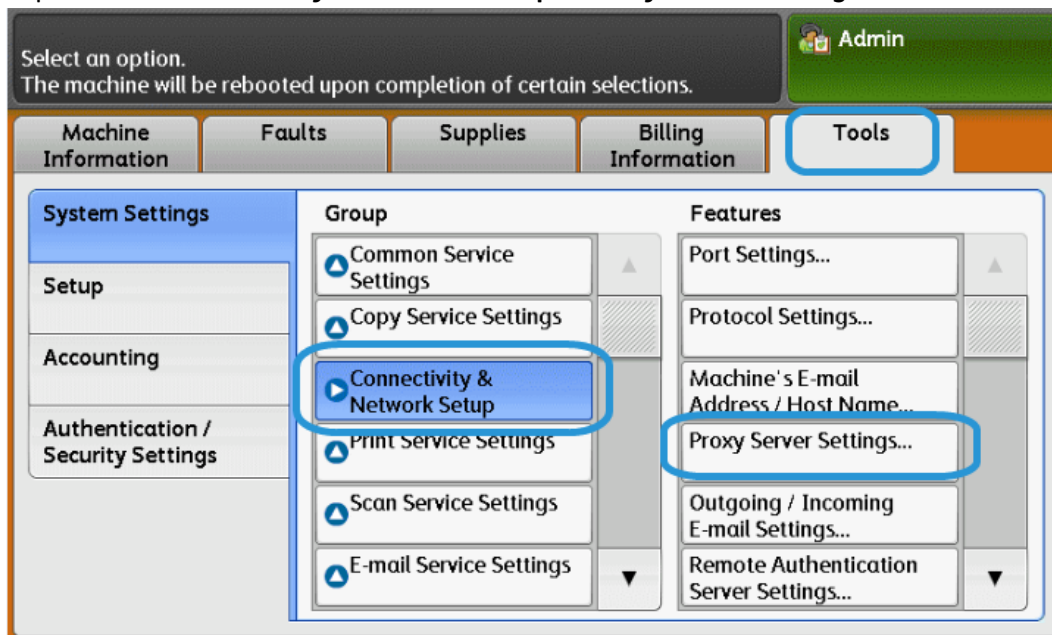 Select an option.
The machine will be rebooted upon completion of certain selections.
Admin
Machine
Information
Faults
Supplies
Billing
Information
Tools
System Settings
Setup
Accounting
Authentication /
Security Settings
Group
Common Service
Settings
Copy Service Settings
Connectivity &
Network Setup
Print Service Settings
Scan Service Settings
E-mail Service Settings
Features
Port Settings...
Protocol Settings...
Machine's E-mail
Address / Host Name...
Proxy Server Settings...
Outgoing / Incoming
E-mail Settings...
Remote Authentication
Server Settings...